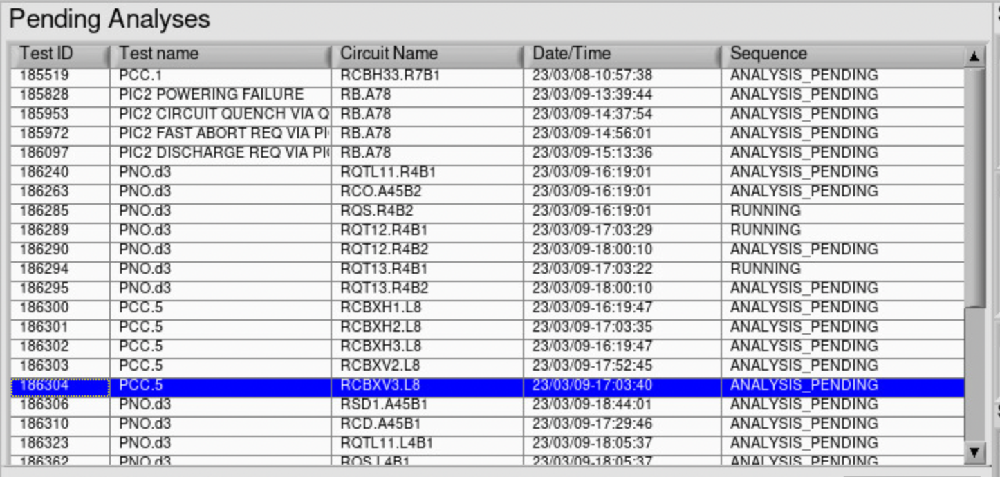 Pending Analyses
Test ID Test name Circuit Name Date/Time Sequence
185519 PCC.1 RCBH33.R7B1 23/03/08-10:57:38 ANALYSIS_PENDING
185828 PIC2 POWERING FAILURE RB.A78 23/03/09-13:39:44 ANALYSIS_PENDING
185953 PIC2 CIRCUIT QUENCH VIA Q RB.A78 23/03/09-14:37:54 ANALYSIS_PENDING
185972 PIC2 FAST ABORT REQ VIA PI RB.A78 23/03/09-14:56:01 ANALYSIS_PENDING
186097 PIC2 DISCHARGE REQ VIA PI RB.A78 23/03/09-15:13:36 ANALYSIS_PENDING
186240 PNO.d3 RQTL11.R4B1 23/03/09-16:19:01 ANALYSIS_PENDING
186263 PNO.d3 RCO.A45B2 23/03/09-16:19:01 ANALYSIS_PENDING
186285 PNO.d3 RQS.R4B2 23/03/09-16:19:01 RUNNING
186289 PNO.d3 RQT12.R4B1 23/03/09-17:03:29 RUNNING
186290 PNO.d3 RQT12.R4B2 23/03/09-18:00:10 ANALYSIS_PENDING
186294 PNO.d3 RQT13.R4B1 23/03/09-17:03:22 RUNNING
186295 PNO.d3 RQT13.R4B2 23/03/09-18:00:10 ANALYSIS_PENDING
186300 PCC.5 RCBXH1.L8 23/03/09-16:19:47 ANALYSIS_PENDING
186301 PCC.5 RCBXH2.L8 23/03/09-17:03:35 ANALYSIS_PENDING
186302 PCC.5 RCBXH3.L8 23/03/09-16:19:47 ANALYSIS_PENDING
186303 PCC.5 RCBXV2.L8 23/03/09-17:52:45 ANALYSIS_PENDING
186304 PCC.5 RCBXV3.L8 23/03/09-17:03:40 ANALYSIS_PENDING
186306 PNO.d3 RSD1.A45B1 23/03/09-18:44:01 ANALYSIS_PENDING
186310 PNO.d3 RCD.A45B1 23/03/09-17:29:46 ANALYSIS_PENDING
186323 PNO.d3 RQTL11.L4B1 23/03/09-18:05:37 ANALYSIS_PENDING
186362 PNO.d3 RQS.L4B1 23/03/09-18:05:37 ANALYSIS_PENDING